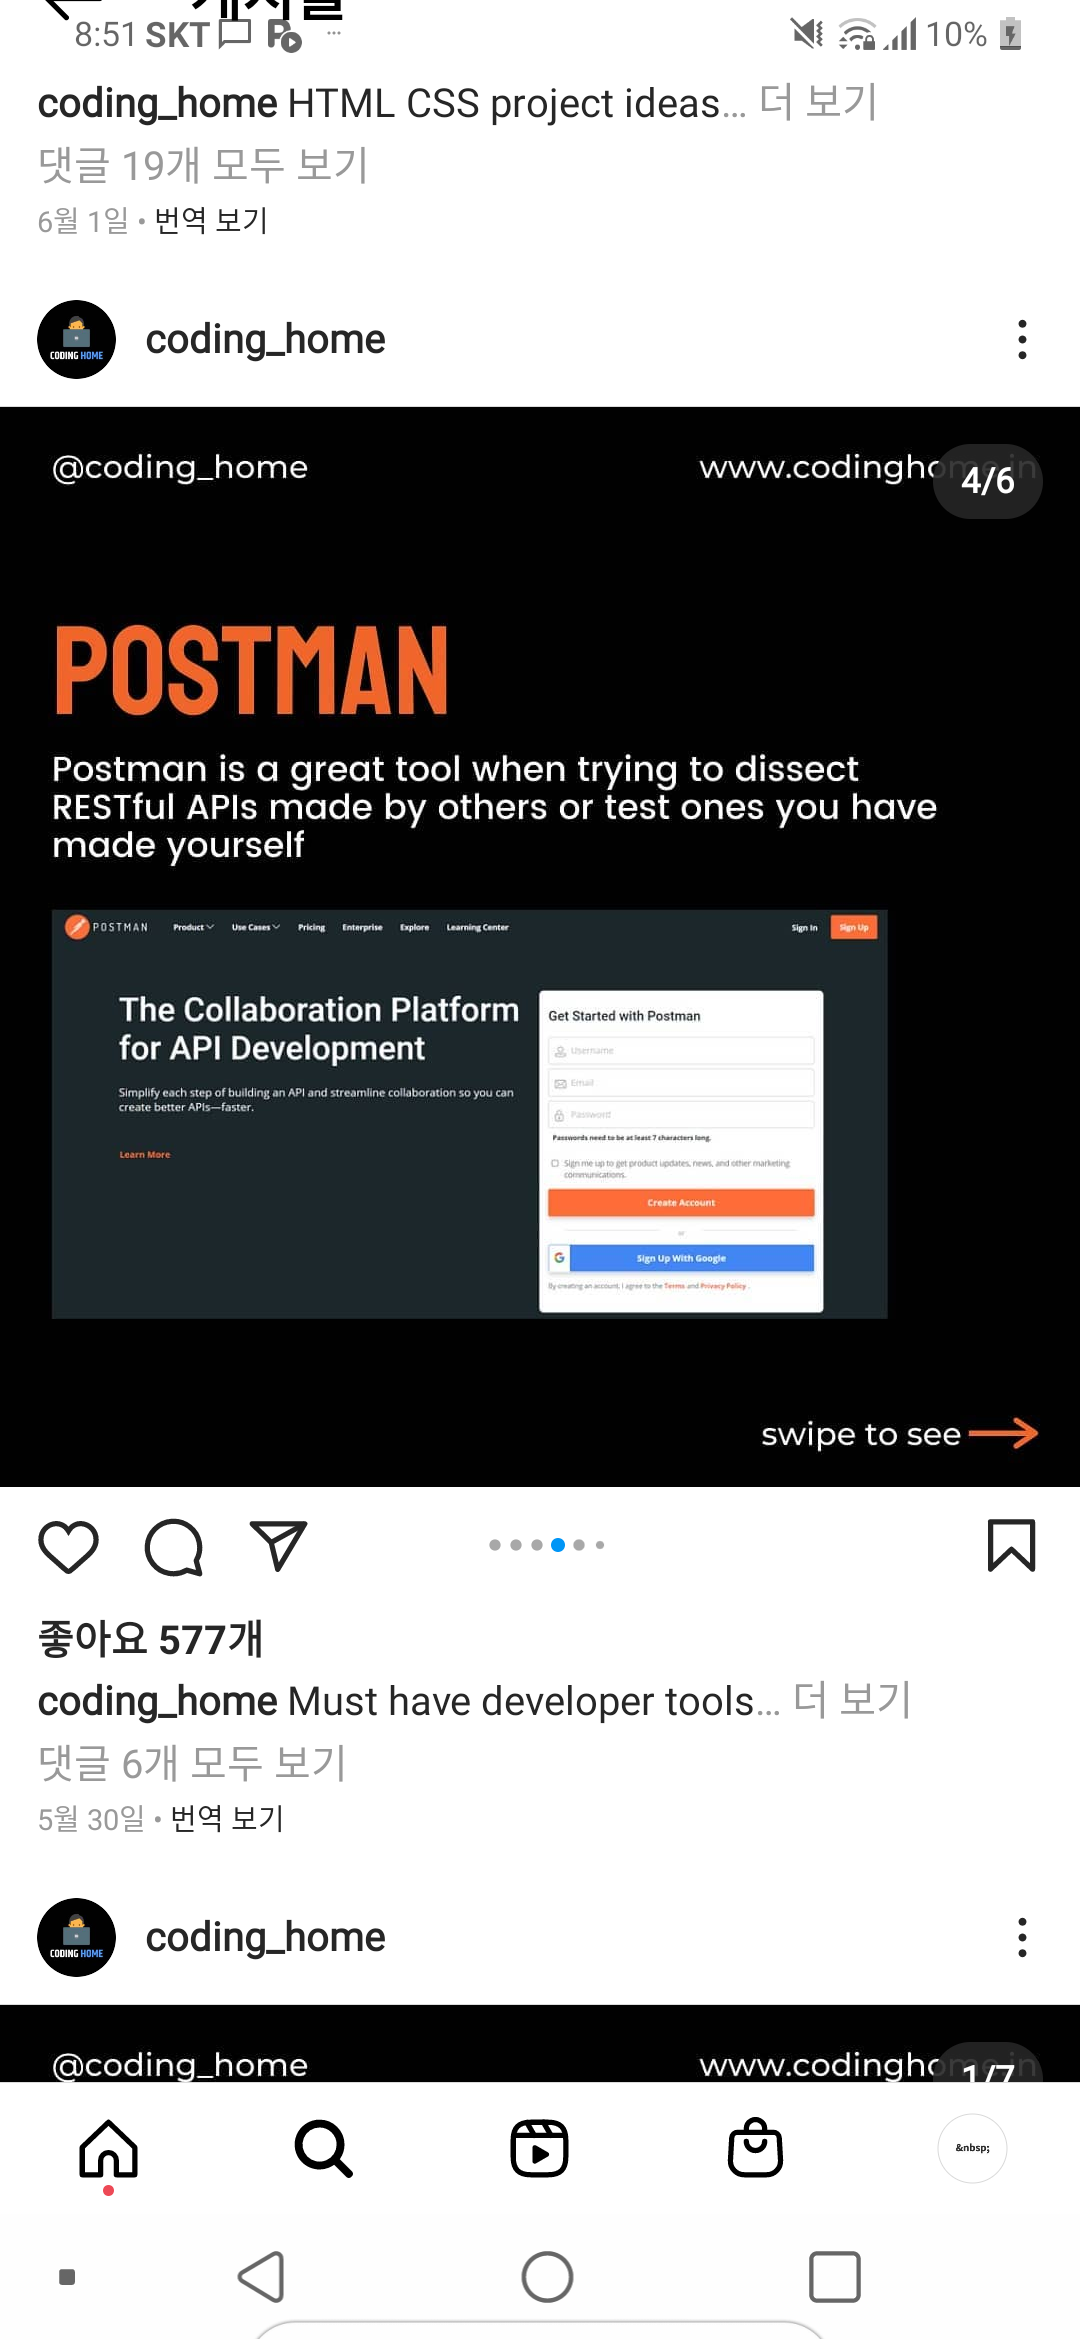 게시물
8:51 SKT 10%
coding_home HTML CSS project ideas... 더 보기
댓글 19개 모두 보기
6월 1일 • 번역 보기
CODING HOME
coding_home
@coding_home www.codinghome.in
4/6
POSTMAN
Postman is a great tool when trying to dissect
RESTful APIs made by others or test ones you have
made yourself
POSTMAN Product Use Cases Pricing Enterprise Explore Learning Center Sign In Sign Up
The Collaboration Platform
for API Development
Simplify each step of building an API and streamline collaboration so you can
create better APIs—faster.
Learn More
Get Started with Postman
Username
Email
Password
Passwords need to be at least 7 characters long.
Sign me up to get product updates, news, and other marketing
communications.
Create Account
or
G Sign Up With Google
By creating an account, I agree to the Terms and Privacy Policy.
swipe to see
좋아요 577개
coding_home Must have developer tools... 더 보기
댓글 6개 모두 보기
5월 30일 • 번역 보기
CODING HOME
coding_home
@coding_home www.codinghome.in
1/7
&nbsp;